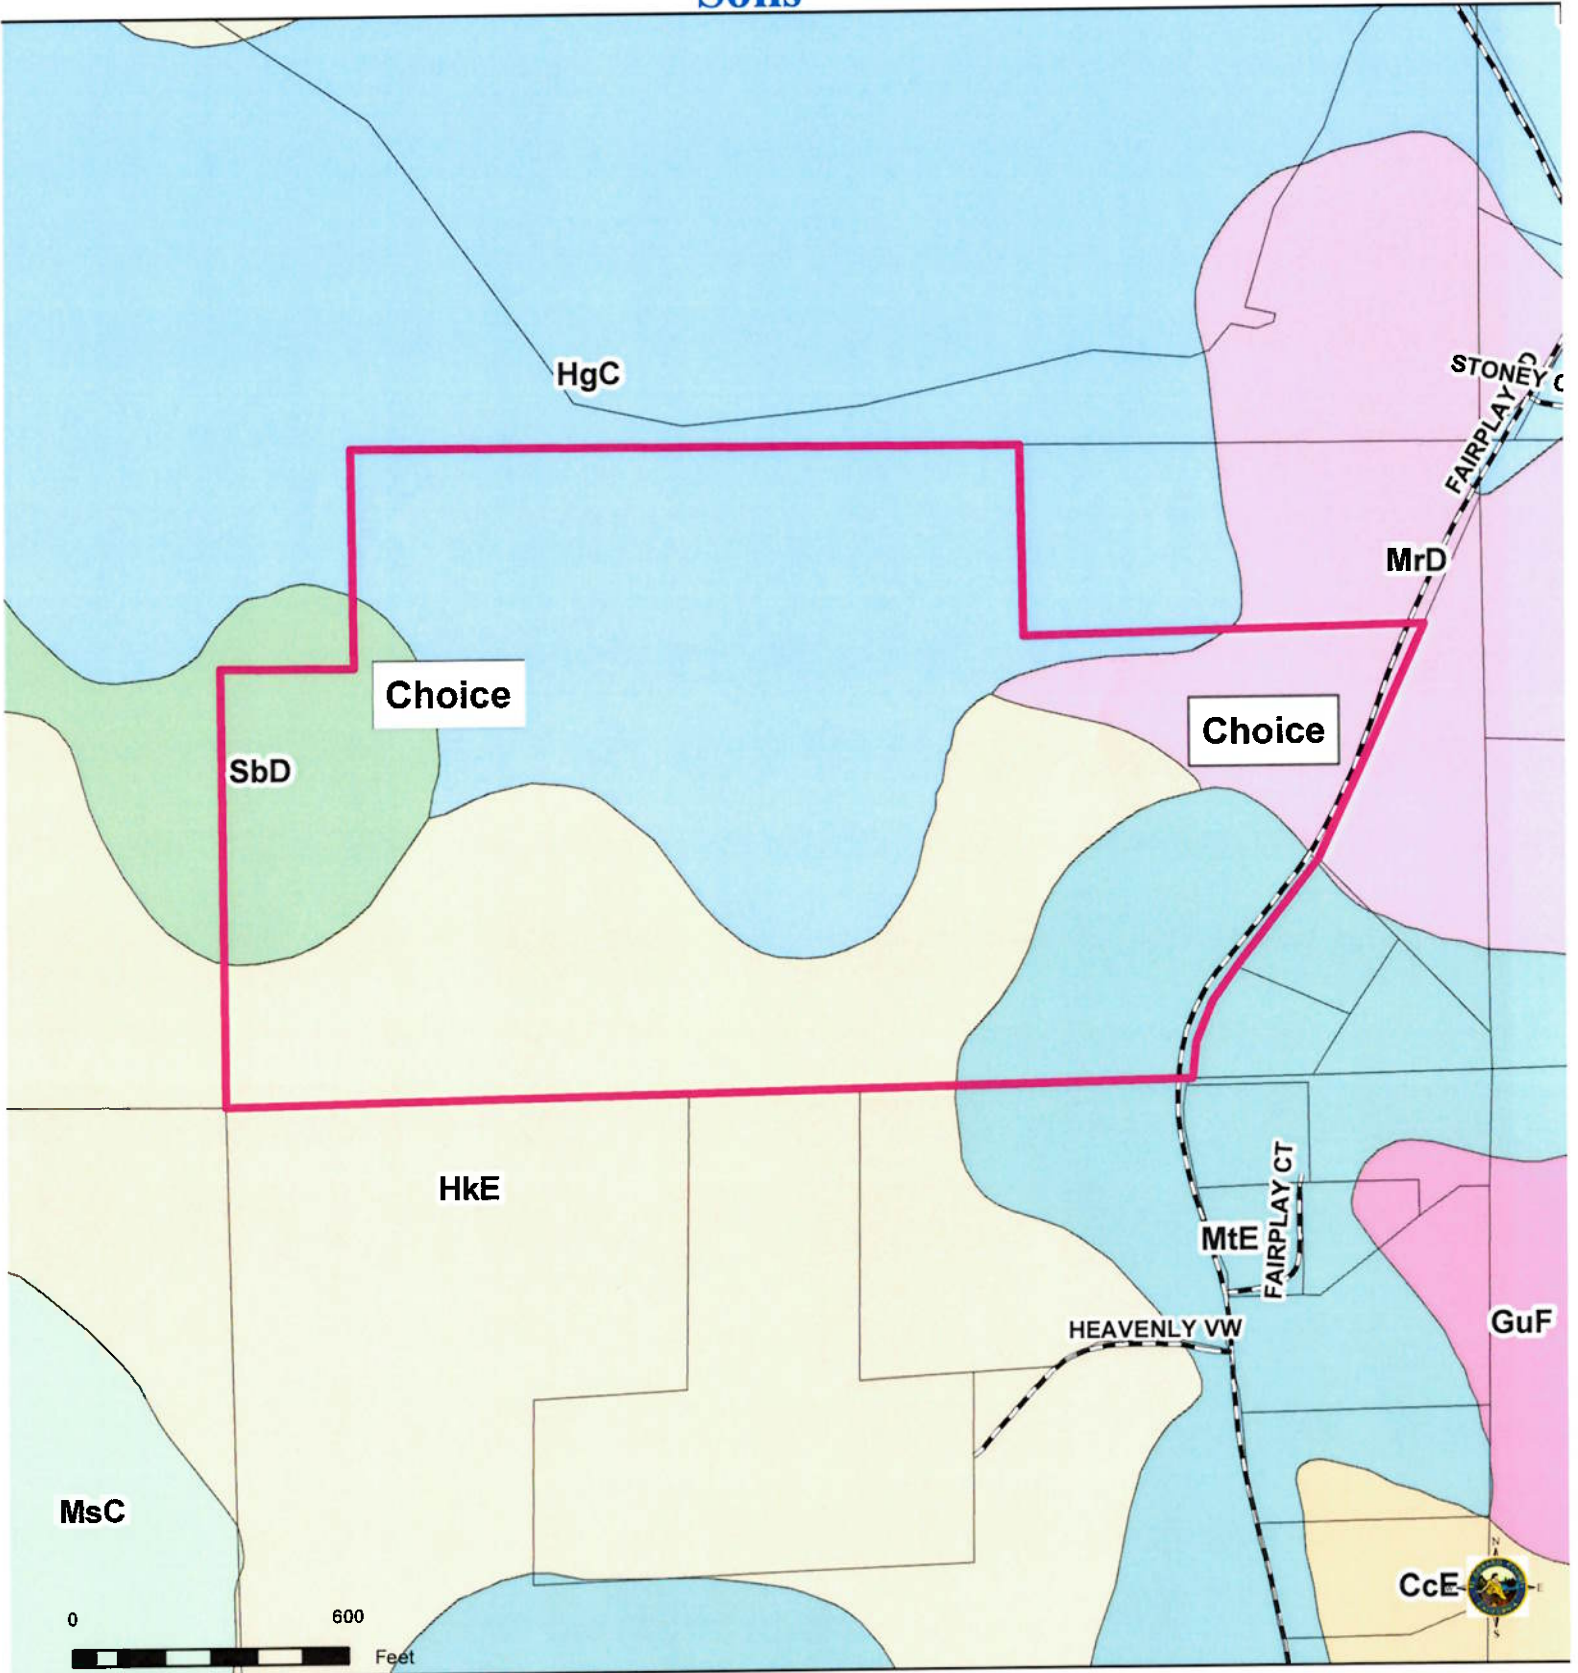 Soils
HgC
STONEY C
FAIRPLAY
MrD
Choice
Choice
SbD
HkE
FAIRPLAY CT
MtE
HEAVENLY VW
GuF
MsC
CcE
N
E
S
0 600
Feet